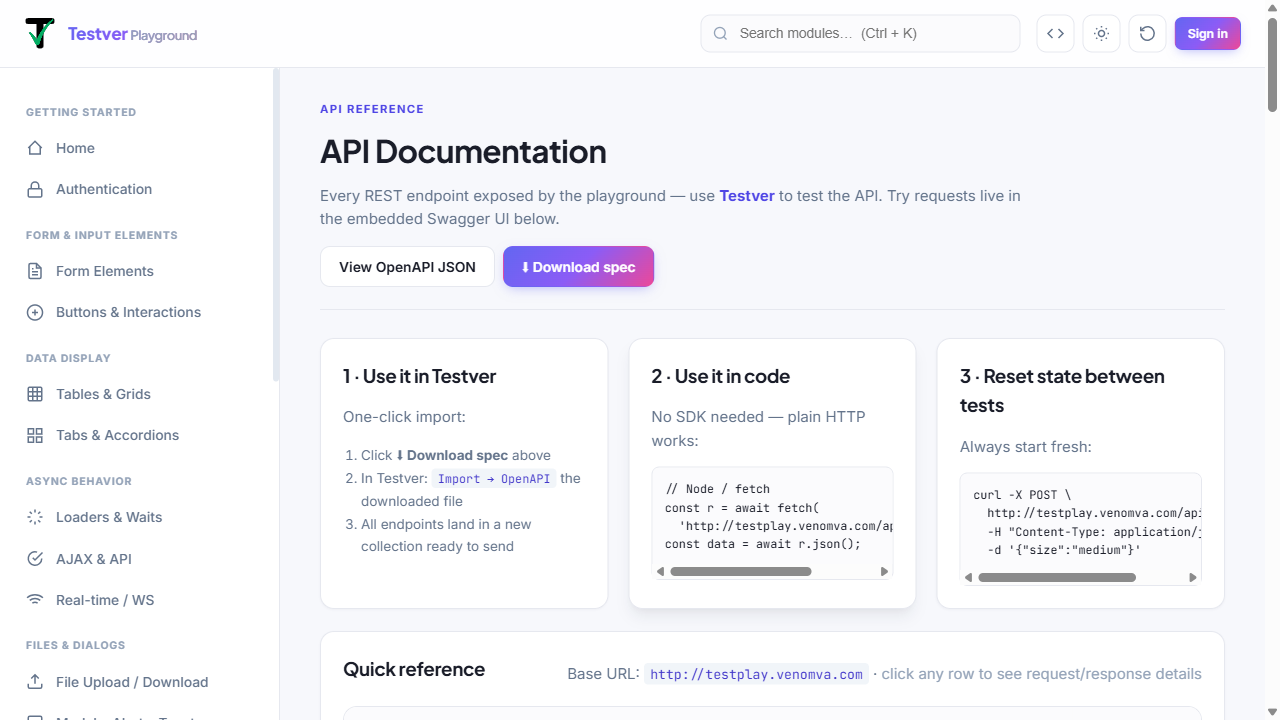 Testver Playground
Search modules… (Ctrl + K)
Sign in
GETTING STARTED
Home
Authentication
FORM & INPUT ELEMENTS
Form Elements
Buttons & Interactions
DATA DISPLAY
Tables & Grids
Tabs & Accordions
ASYNC BEHAVIOR
Loaders & Waits
AJAX & API
Real-time / WS
FILES & DIALOGS
File Upload / Download
API REFERENCE
API Documentation
Every REST endpoint exposed by the playground — use Testver to test the API. Try requests live in
the embedded Swagger UI below.
View OpenAPI JSON
⬇ Download spec
1 · Use it in Testver
One-click import:
1. Click ⬇ Download spec above
2. In Testver: Import → OpenAPI the
downloaded file
3. All endpoints land in a new
collection ready to send
2 · Use it in code
No SDK needed — plain HTTP
works:
// Node / fetch
const r = await fetch(
'http://testplay.venomva.com/ap
const data = await r.json();
3 · Reset state between
tests
Always start fresh:
curl -X POST \
http://testplay.venomva.com/api
-H "Content-Type: application/j
-d '{"size":"medium"}'
Quick reference
Base URL: http://testplay.venomva.com · click any row to see request/response details